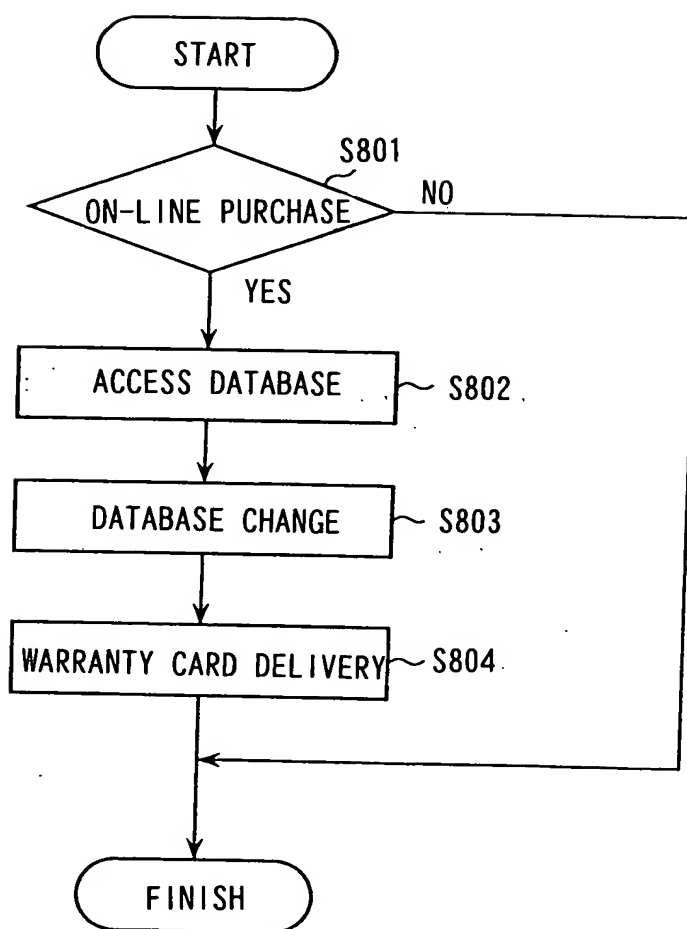 START
S801
ON-LINE PURCHASE
NO
YES
ACCESS DATABASE
S802
DATABASE CHANGE
S803
WARRANTY CARD DELIVERY
S804
FINISH